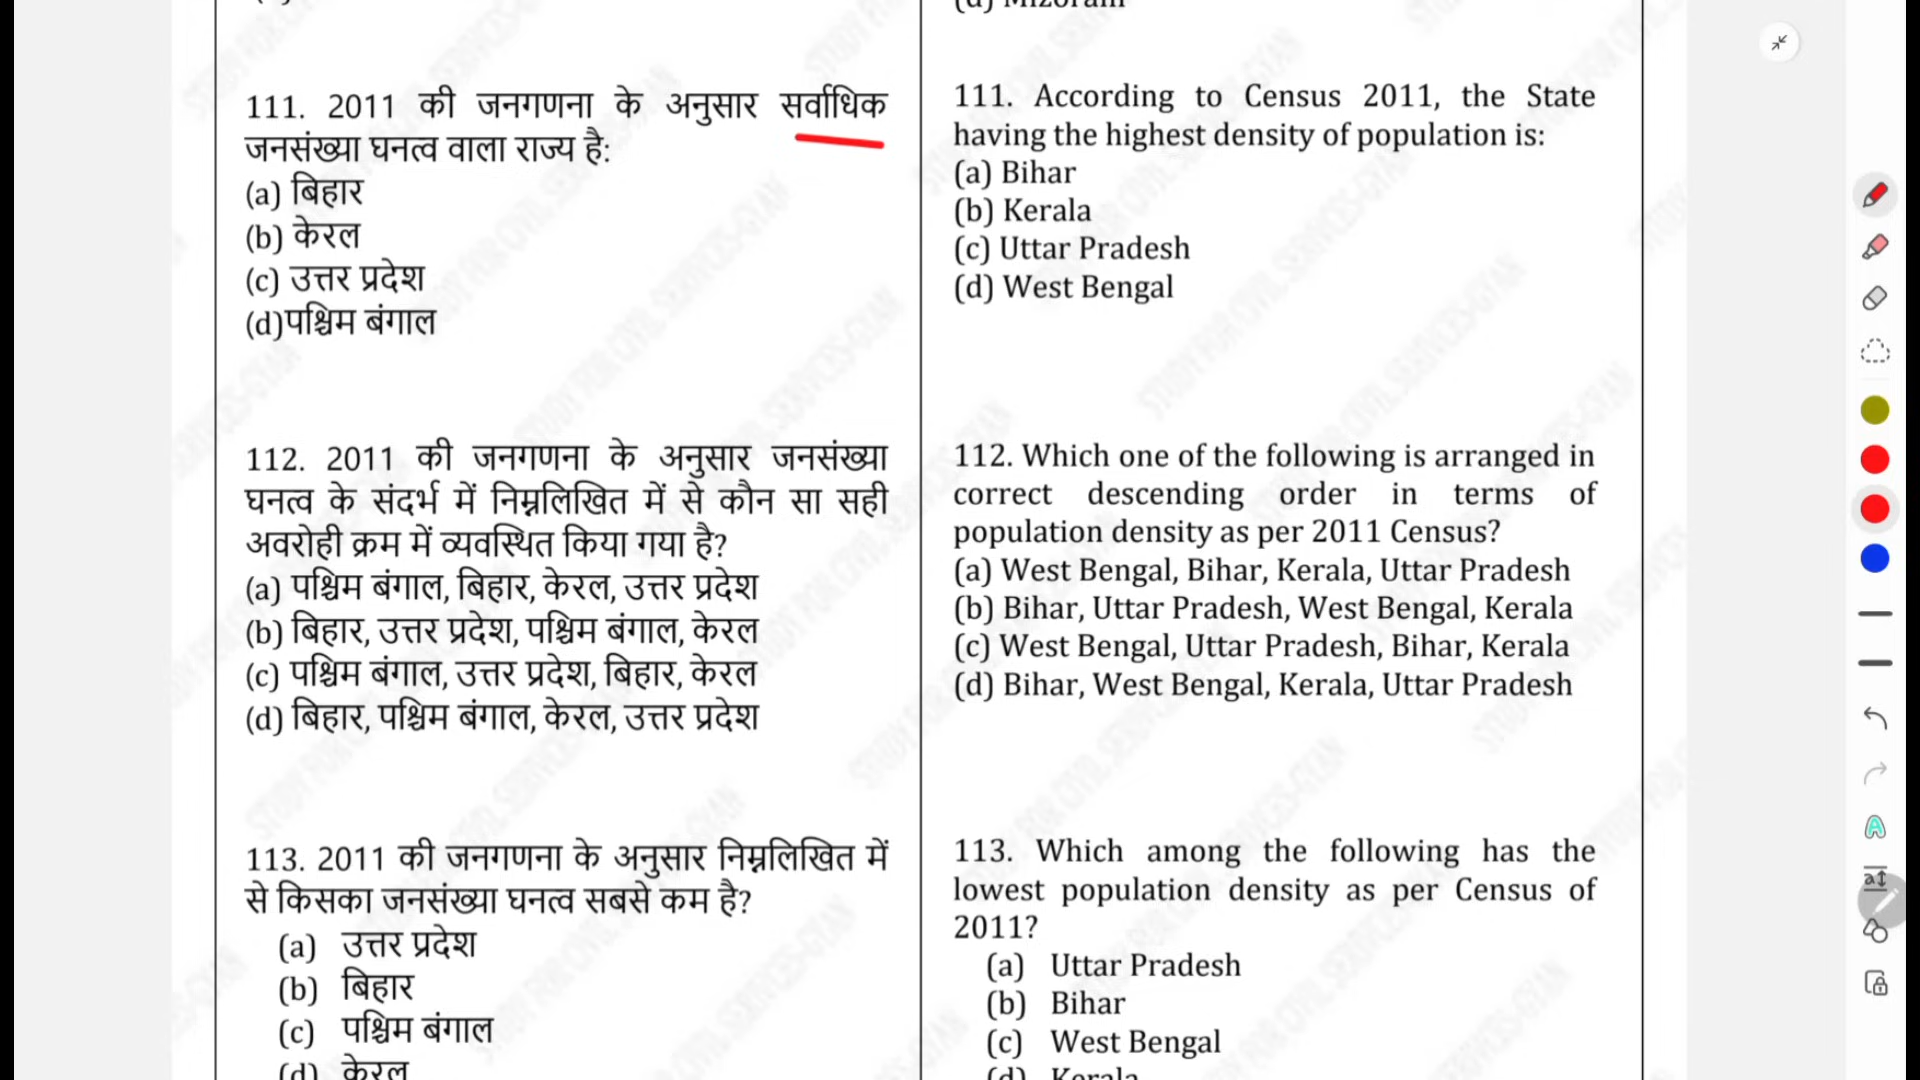 (d) Mizoram
111. 2011 की जनगणना के अनुसार सर्वाधिक
जनसंख्या घनत्व वाला राज्य है:
(a) बिहार
(b) केरल
(c) उत्तर प्रदेश
(d)पश्चिम बंगाल
112. 2011 की जनगणना के अनुसार जनसंख्या
घनत्व के संदर्भ में निम्नलिखित में से कौन सा सही
अवरोही क्रम में व्यवस्थित किया गया है?
(a) पश्चिम बंगाल, बिहार, केरल, उत्तर प्रदेश
(b) बिहार, उत्तर प्रदेश, पश्चिम बंगाल, केरल
(c) पश्चिम बंगाल, उत्तर प्रदेश, बिहार, केरल
(d) बिहार, पश्चिम बंगाल, केरल, उत्तर प्रदेश
113. 2011 की जनगणना के अनुसार निम्नलिखित में
से किसका जनसंख्या घनत्व सबसे कम है?
(a) उत्तर प्रदेश
(b) बिहार
(c) पश्चिम बंगाल
(d) केरल
111. According to Census 2011, the State
having the highest density of population is:
(a) Bihar
(b) Kerala
(c) Uttar Pradesh
(d) West Bengal
112. Which one of the following is arranged in
correct descending order in terms of
population density as per 2011 Census?
(a) West Bengal, Bihar, Kerala, Uttar Pradesh
(b) Bihar, Uttar Pradesh, West Bengal, Kerala
(c) West Bengal, Uttar Pradesh, Bihar, Kerala
(d) Bihar, West Bengal, Kerala, Uttar Pradesh
113. Which among the following has the
lowest population density as per Census of
2011?
(a) Uttar Pradesh
(b) Bihar
(c) West Bengal
(d) Kerala